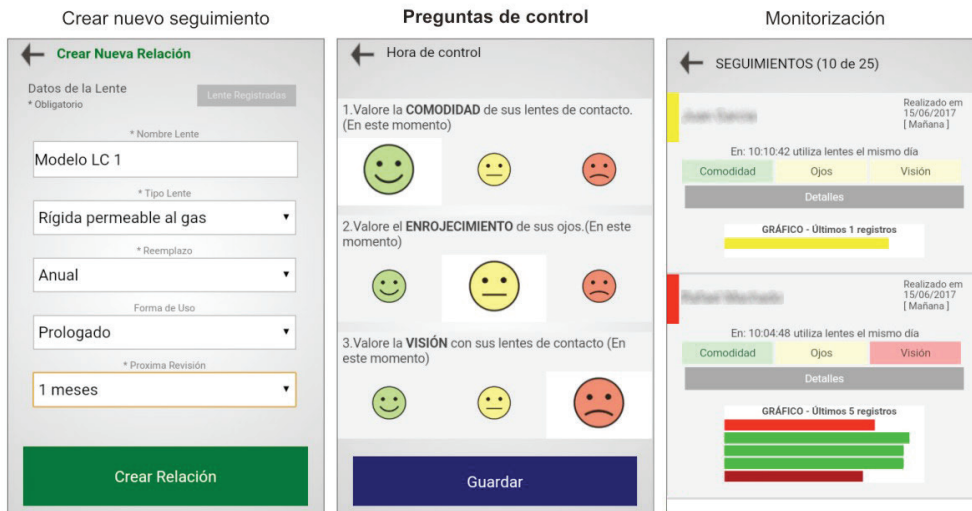 Crear nuevo seguimiento
Crear Nueva Relación
Datos de la Lente
* Obligatorio
Lente Registradas
* Nombre Lente
Modelo LC 1
* Tipo Lente
Rígida permeable al gas
* Reemplazo
Anual
Forma de Uso
Prologado
* Proxima Revisión
1 meses
Crear Relación
Preguntas de control
Hora de control
1.Valore la COMODIDAD de sus lentes de contacto.
(En este momento)
2.Valore el ENROJECIMIENTO de sus ojos.(En este
momento)
3.Valore la VISIÓN con sus lentes de contacto (En
este momento)
Guardar
Monitorización
SEGUIMIENTOS (10 de 25)
Realizado em
15/06/2017
[ Mañana ]
En: 10:10:42 utiliza lentes el mismo día
Comodidad Ojos Visión
Detalles
GRÁFICO - Últimos 1 registros
Realizado em
15/06/2017
[ Mañana ]
En: 10:04:48 utiliza lentes el mismo día
Comodidad Ojos Visión
Detalles
GRÁFICO - Últimos 5 registros